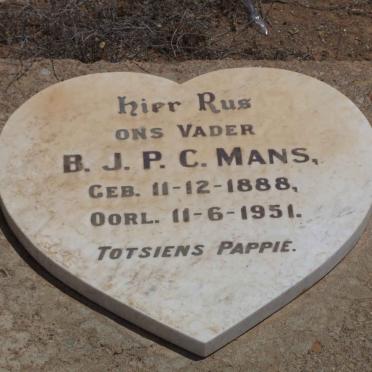 Hier Rus
ONS VADER
B. J. P. C. MANS,
GEB. 11-12-1888,
OORL. 11-6-1951.
TOTSIENS PAPPIE.